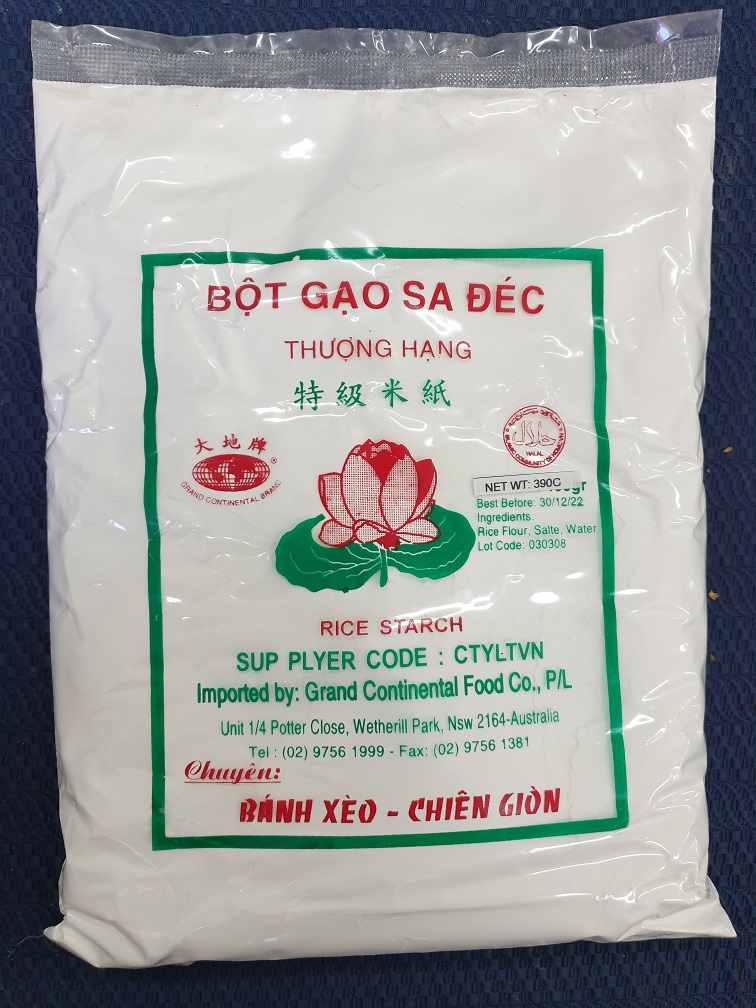 BỘT GẠO SA ĐÉC
THƯỢNG HẠNG
特級米紙
大地牌
GRAND CONTINENTAL BRAND
®
HALAL
NET WT: 390G
Best Before: 30/12/22
Ingredients
Rice Flour, Salte, Water
Lot Code: 030308
RICE STARCH
SUP PLYER CODE : CTYLTVN
Imported by: Grand Continental Food Co., P/L
Unit 1/4 Potter Close, Wetherill Park, Nsw 2164-Australia
Tel : (02) 9756 1999 - Fax: (02) 9756 1381
Chuyên:
BÁNH XÈO - CHIÊN GIÒN